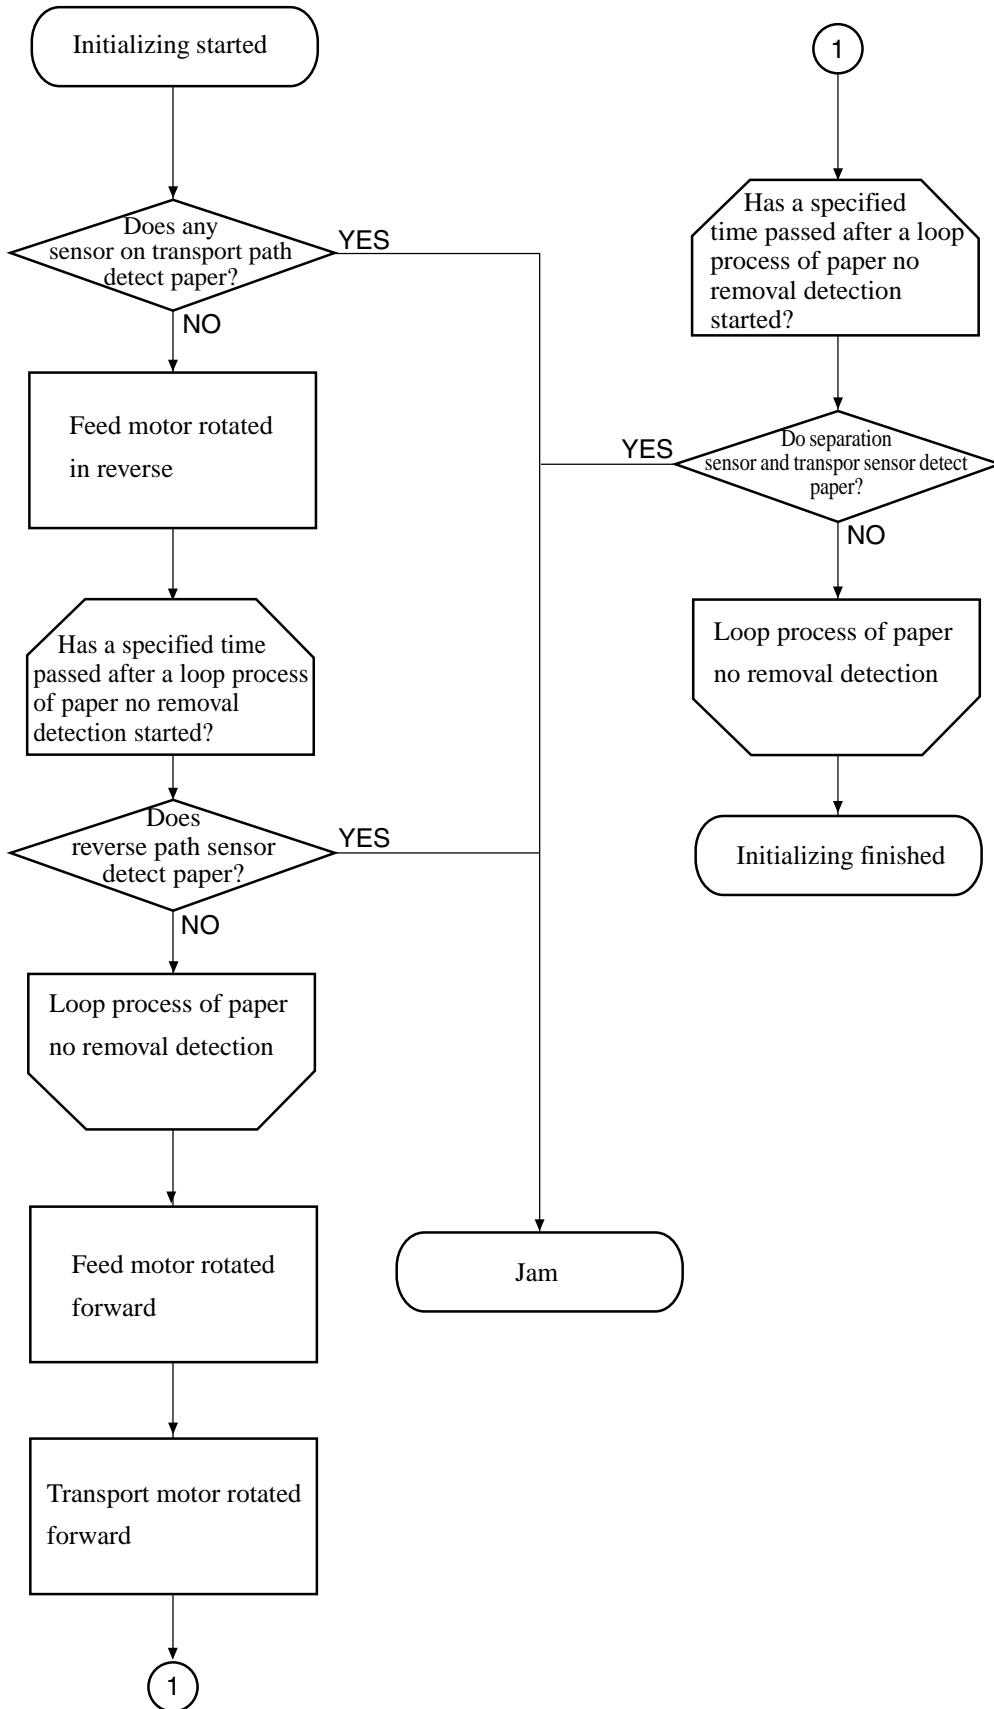 Initializing started
Does any
sensor on transport path
detect paper?
YES
NO
Feed motor rotated
in reverse
Has a specified time
passed after a loop process
of paper no removal
detection started?
Does
reverse path sensor
detect paper?
YES
NO
Loop process of paper
no removal detection
Feed motor rotated
forward
Transport motor rotated
forward
1
Jam
1
Has a specified
time passed after a loop
process of paper no
removal detection
started?
Do separation
sensor and transpor sensor detect
paper?
YES
NO
Loop process of paper
no removal detection
Initializing finished